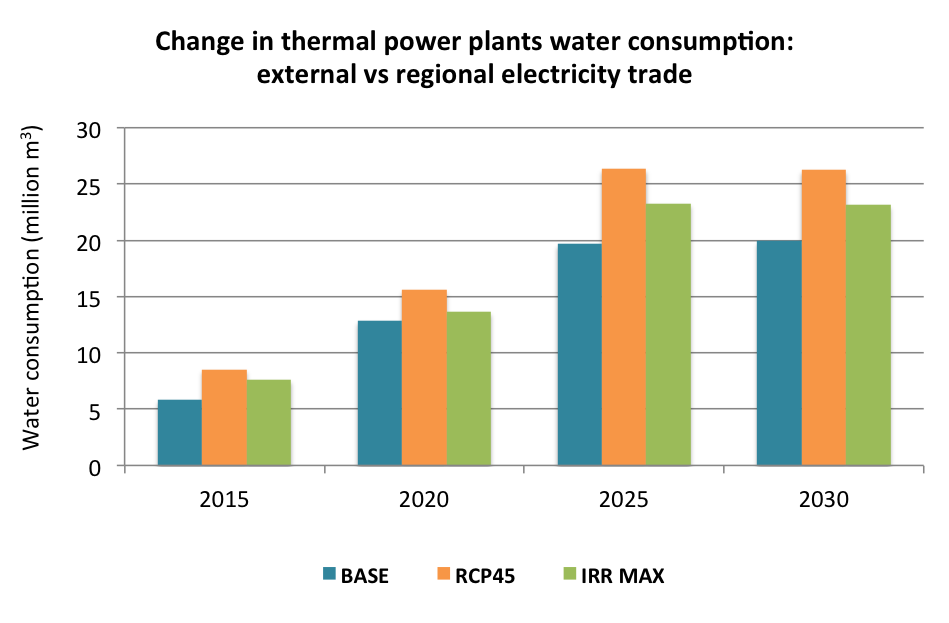 Change in thermal power plants water consumption:
external vs regional electricity trade
Water consumption (million m³)
30
25
20
15
10
5
0
2015 2020 2025 2030
BASE RCP45 IRR MAX